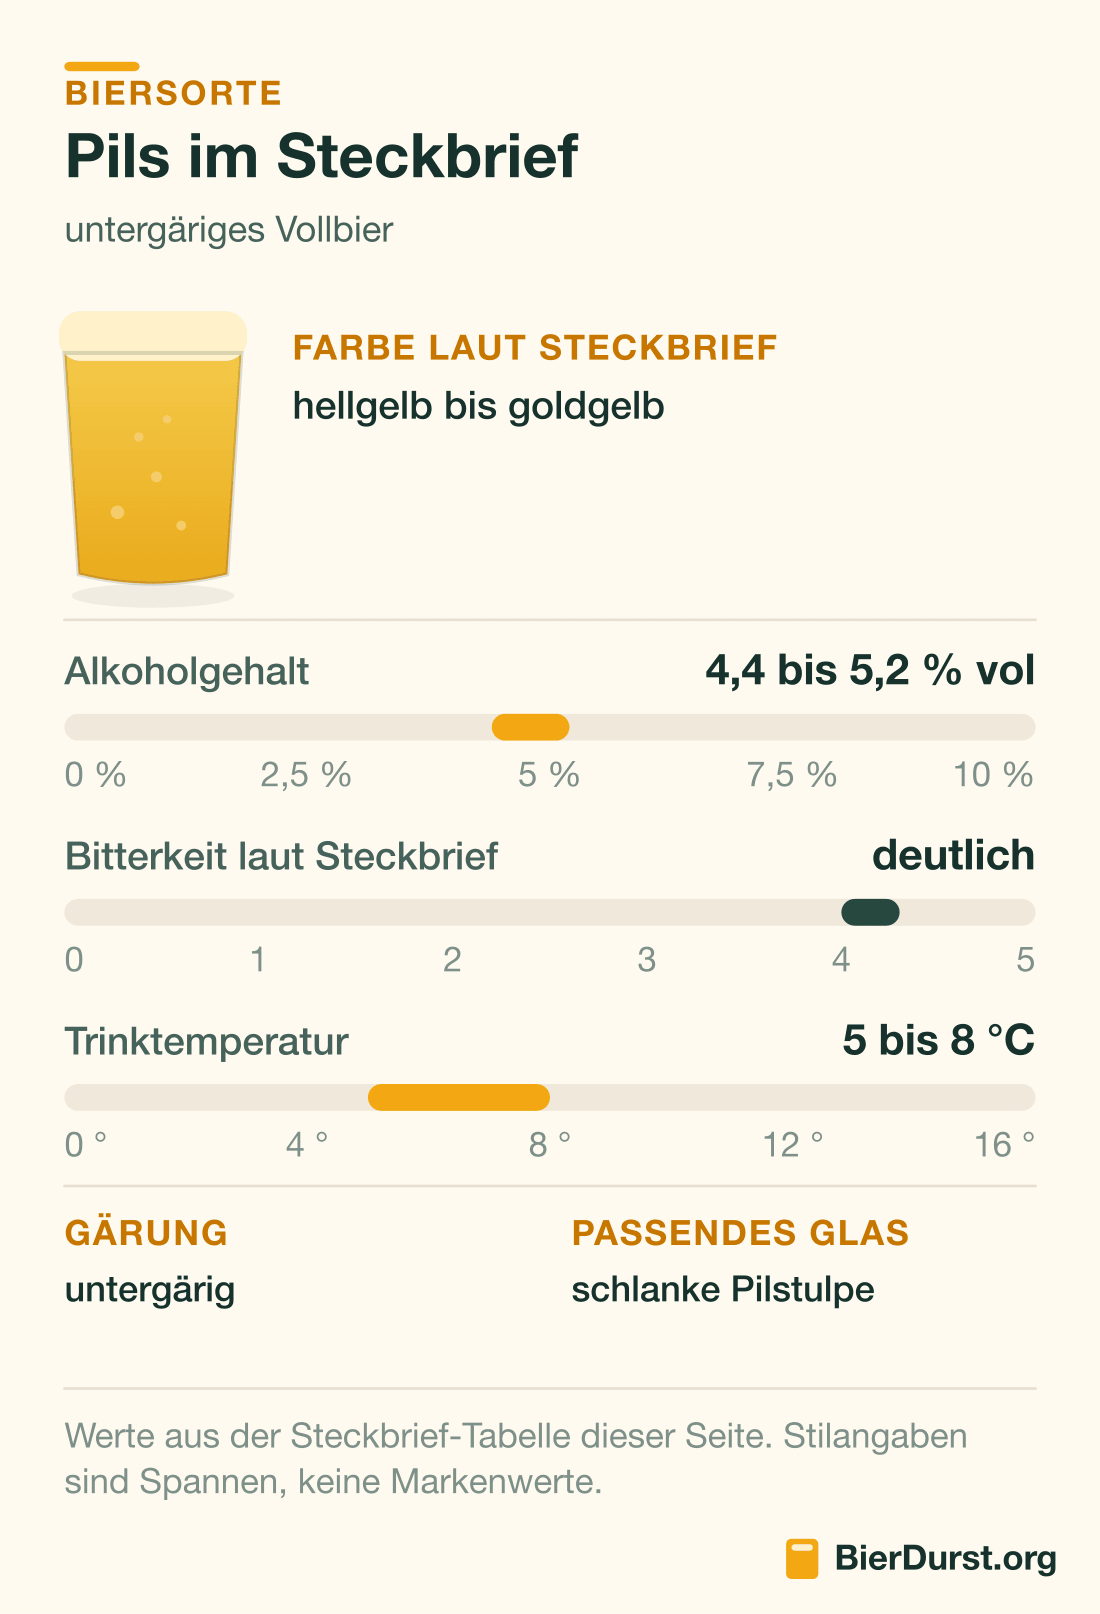 BIERSORTE
Pils im Steckbrief
untergäriges Vollbier
FARBE LAUT STECKBRIEF
hellgelb bis goldgelb
Alkoholgehalt 4,4 bis 5,2 % vol
0 % 2,5 % 5 % 7,5 % 10 %
Bitterkeit laut Steckbrief deutlich
0 1 2 3 4 5
Trinktemperatur 5 bis 8 °C
0 ° 4 ° 8 ° 12 ° 16 °
GÄRUNG PASSENDES GLAS
untergärig schlanke Pilstulpe
Werte aus der Steckbrief-Tabelle dieser Seite. Stilangaben
sind Spannen, keine Markenwerte.
BierDurst.org